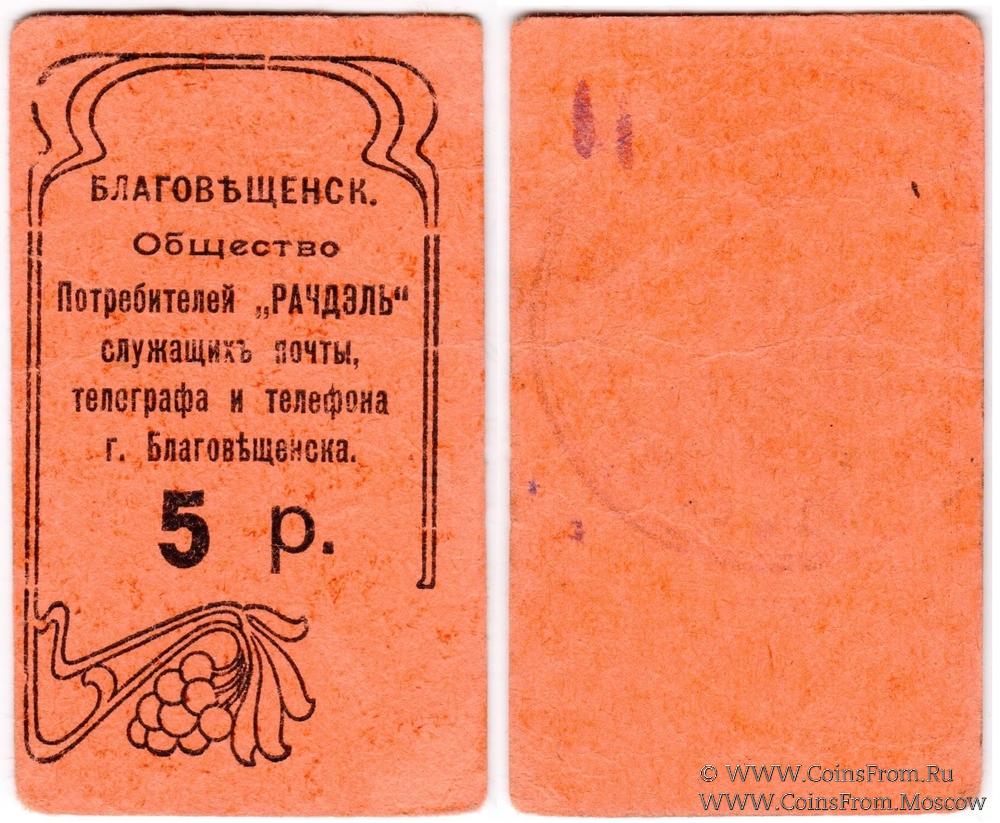 БЛАГОВѢЩЕНСК.
Общество
Потребителей „РАЧДЭЛЬ“
служащихъ почты,
телеграфа и телефона
г. Благовѣщенска.
5 р.
© WWW.CoinsFrom.Ru
WWW.CoinsFrom.Moscow